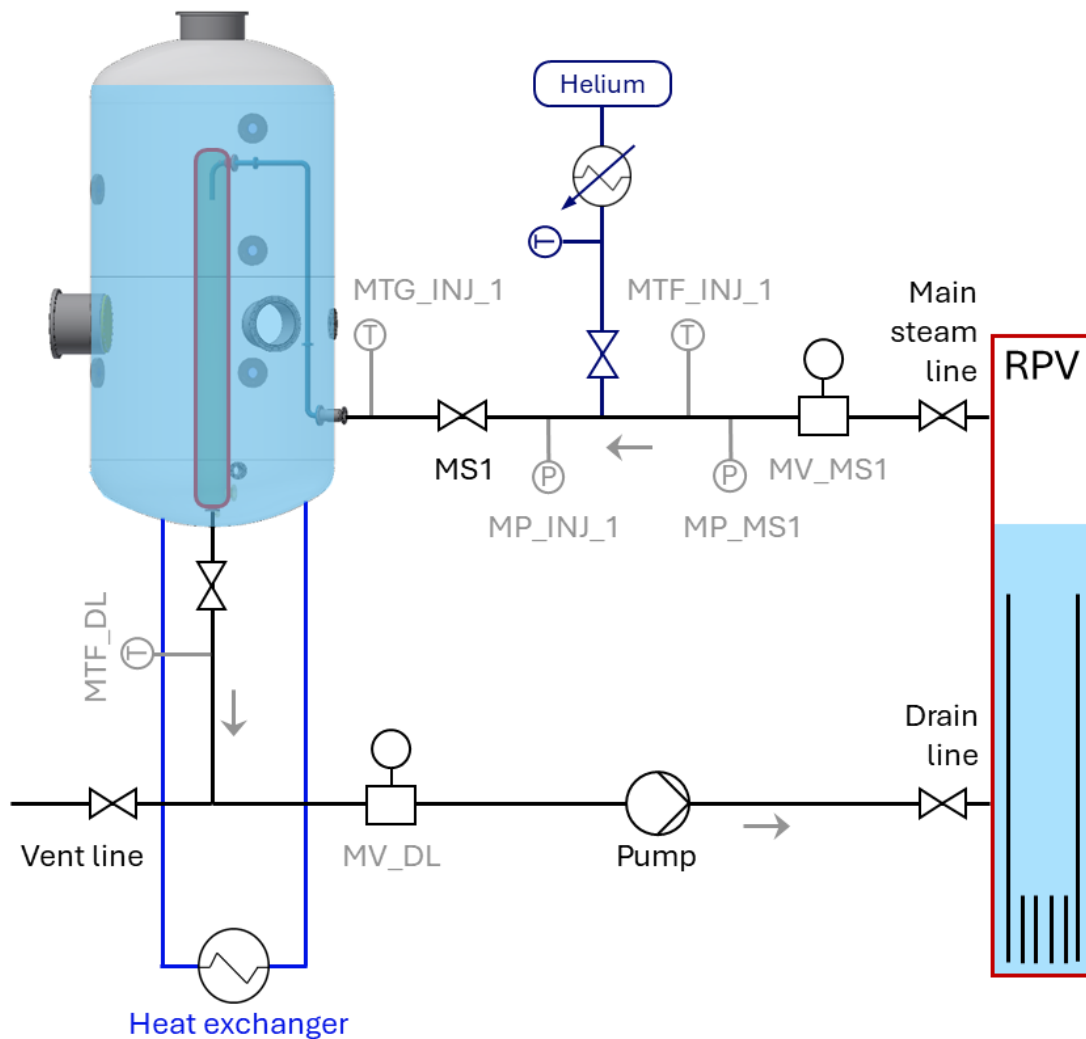 Helium
T
MTG_INJ_1
MTF_INJ_1
Main
steam
line
RPV
T
T
MS1
P
P
MV_MS1
MP_INJ_1
MP_MS1
MTF_DL
T
Drain
line
Vent line
MV_DL
Pump
Heat exchanger